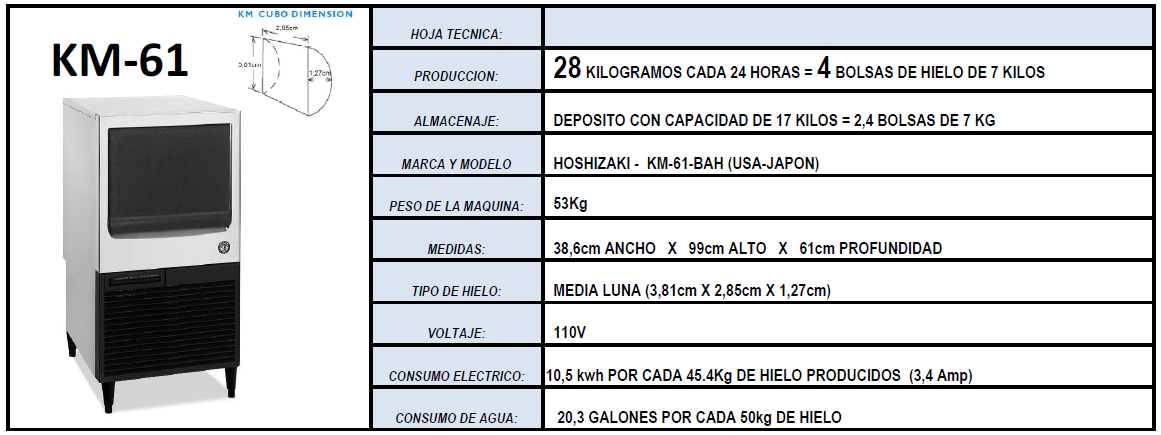 KM CUBO DIMENSION
2,85cm
3,81cm
1,27cm
KM-61
HOJA TECNICA:
PRODUCCION: 28 KILOGRAMOS CADA 24 HORAS = 4 BOLSAS DE HIELO DE 7 KILOS
ALMACENAJE: DEPOSITO CON CAPACIDAD DE 17 KILOS = 2,4 BOLSAS DE 7 KG
MARCA Y MODELO HOSHIZAKI - KM-61-BAH (USA-JAPON)
PESO DE LA MAQUINA: 53Kg
MEDIDAS: 38,6cm ANCHO X 99cm ALTO X 61cm PROFUNDIDAD
TIPO DE HIELO: MEDIA LUNA (3,81cm X 2,85cm X 1,27cm)
VOLTAJE: 110V
CONSUMO ELECTRICO: 10,5 kwh POR CADA 45.4Kg DE HIELO PRODUCIDOS (3,4 Amp)
CONSUMO DE AGUA: 20,3 GALONES POR CADA 50kg DE HIELO